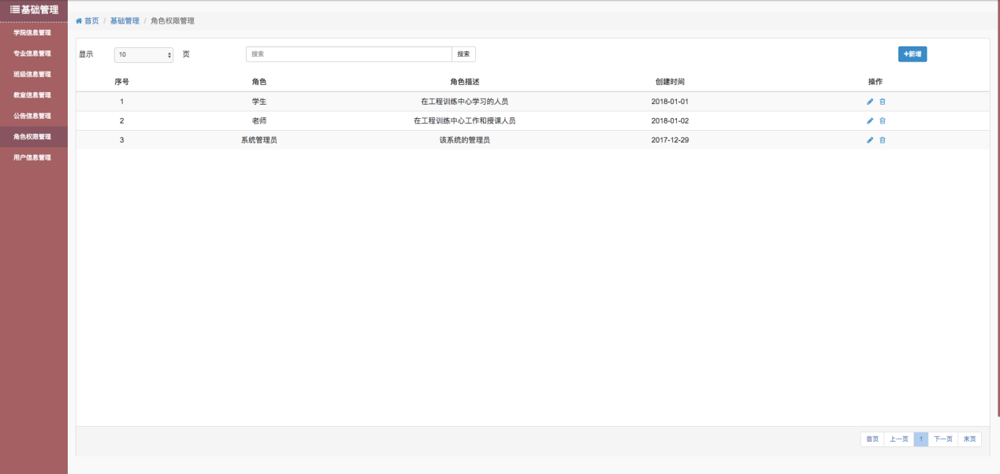 基础管理
学院信息管理
专业信息管理
班级信息管理
教室信息管理
公告信息管理
角色权限管理
用户信息管理
首页 / 基础管理 / 角色权限管理
显示 10 页 搜索 搜索 +新增
序号 角色 角色描述 创建时间 操作
1 学生 在工程训练中心学习的人员 2018-01-01
2 老师 在工程训练中心工作和授课人员 2018-01-02
3 系统管理员 该系统的管理员 2017-12-29
首页 上一页 1 下一页 末页